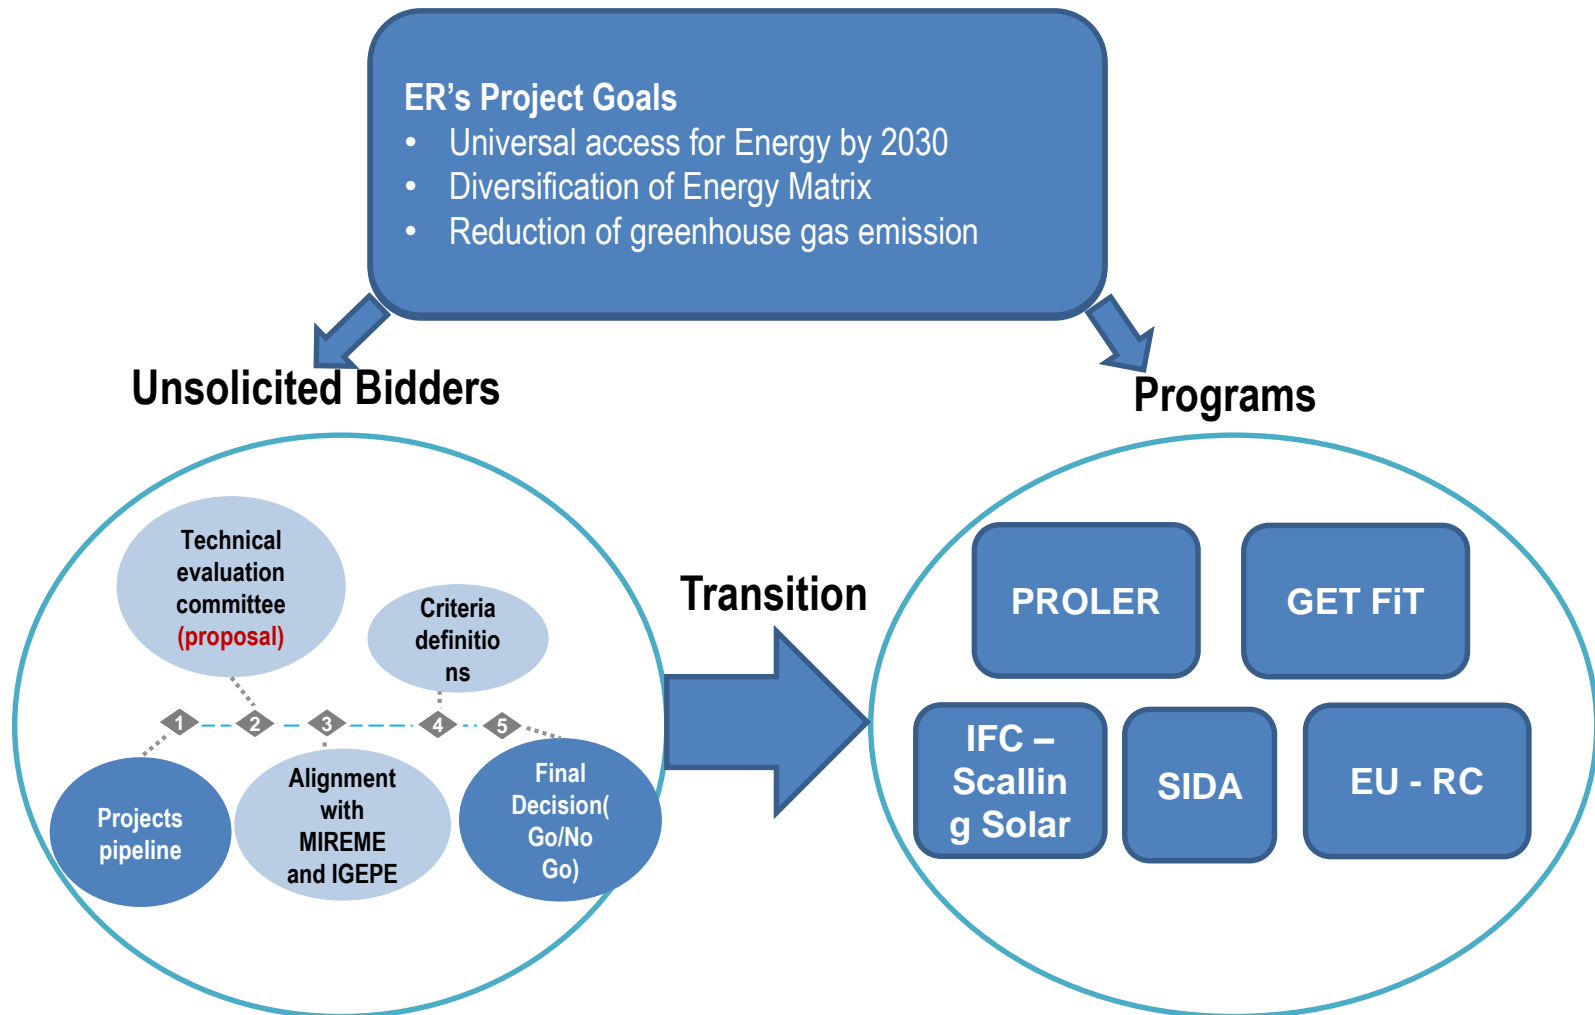 ER’s Project Goals
• Universal access for Energy by 2030
• Diversification of Energy Matrix
• Reduction of greenhouse gas emission
Unsolicited Bidders
Programs
Technical
evaluation
committee
(proposal)
Criteria
definitio
ns
1
2
3
4
5
Projects
pipeline
Alignment
with
MIREME
and IGEPE
Final
Decision(
Go/No
Go)
Transition
PROLER
GET FiT
IFC –
Scallin
g Solar
SIDA
EU - RC